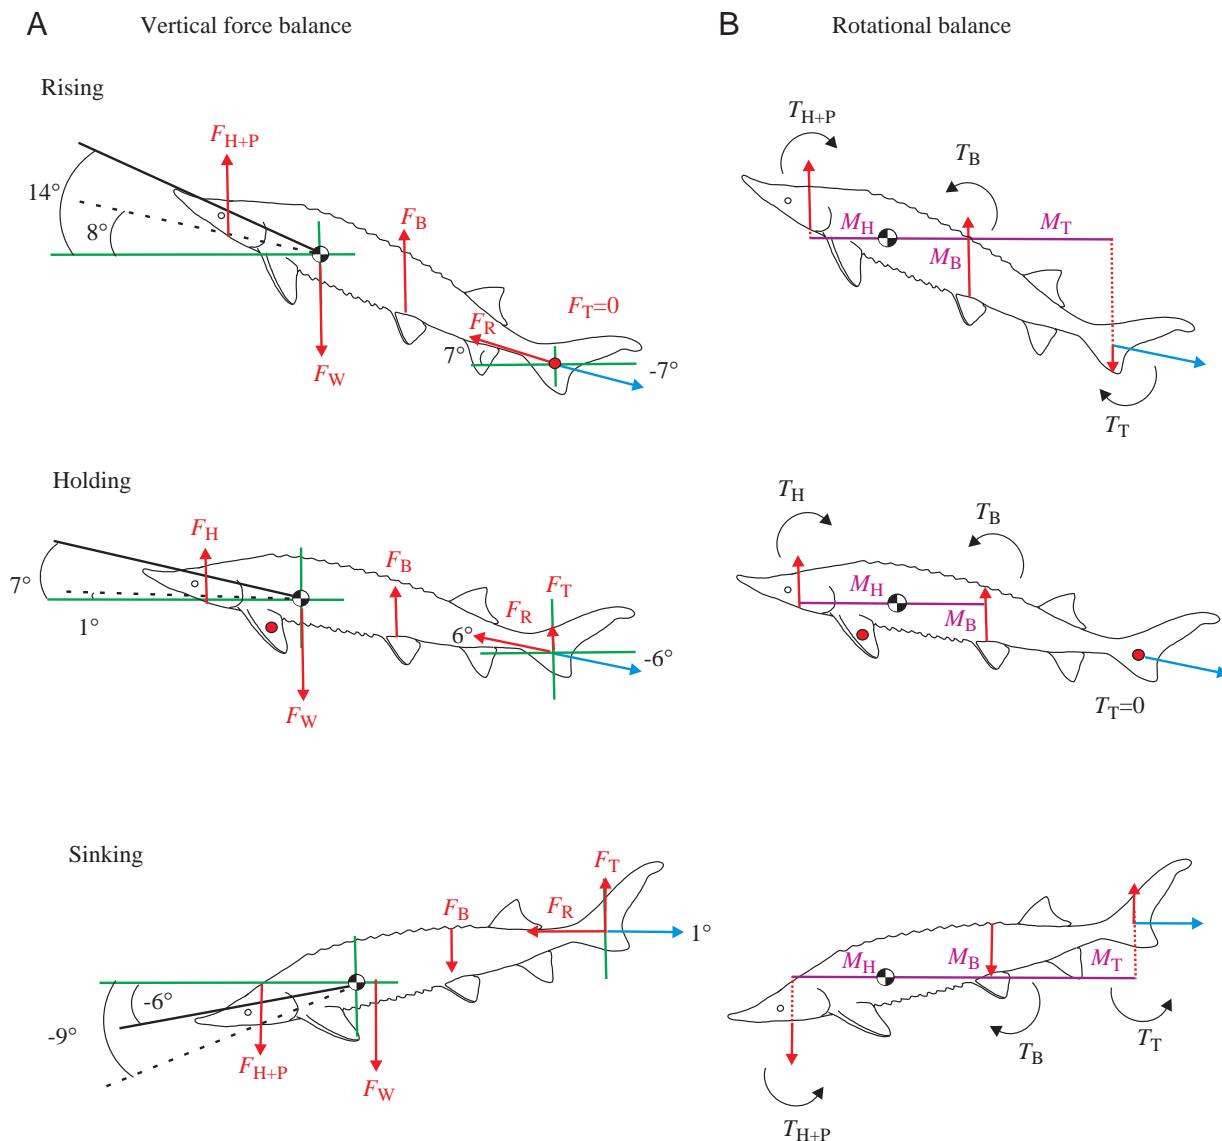 A Vertical force balance
B Rotational balance
Rising
F_H+P
14°
8°
F_B
F_T=0
F_R
7°
-7°
F_W
T_H+P
T_B
M_H
M_T
M_B
T_T
Holding
F_H
7°
1°
F_B
F_T
F_R
6°
-6°
F_W
T_H
T_B
M_H
M_B
T_T=0
Sinking
F_T
F_B
F_R
1°
-6°
-9°
F_H+P
F_W
M_H
M_B
M_T
T_B
T_T
T_H+P